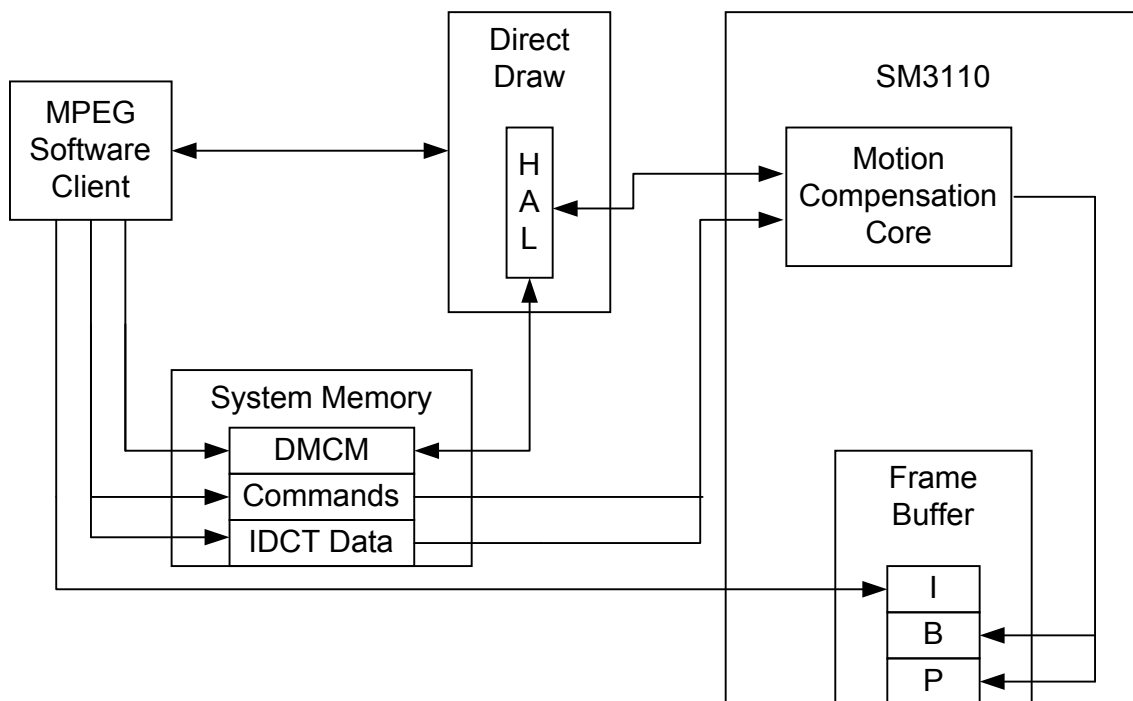 MPEG
Software
Client
Direct
Draw
H
A
L
SM3110
Motion
Compensation
Core
System Memory
DMCM
Commands
IDCT Data
Frame
Buffer
I
B
P